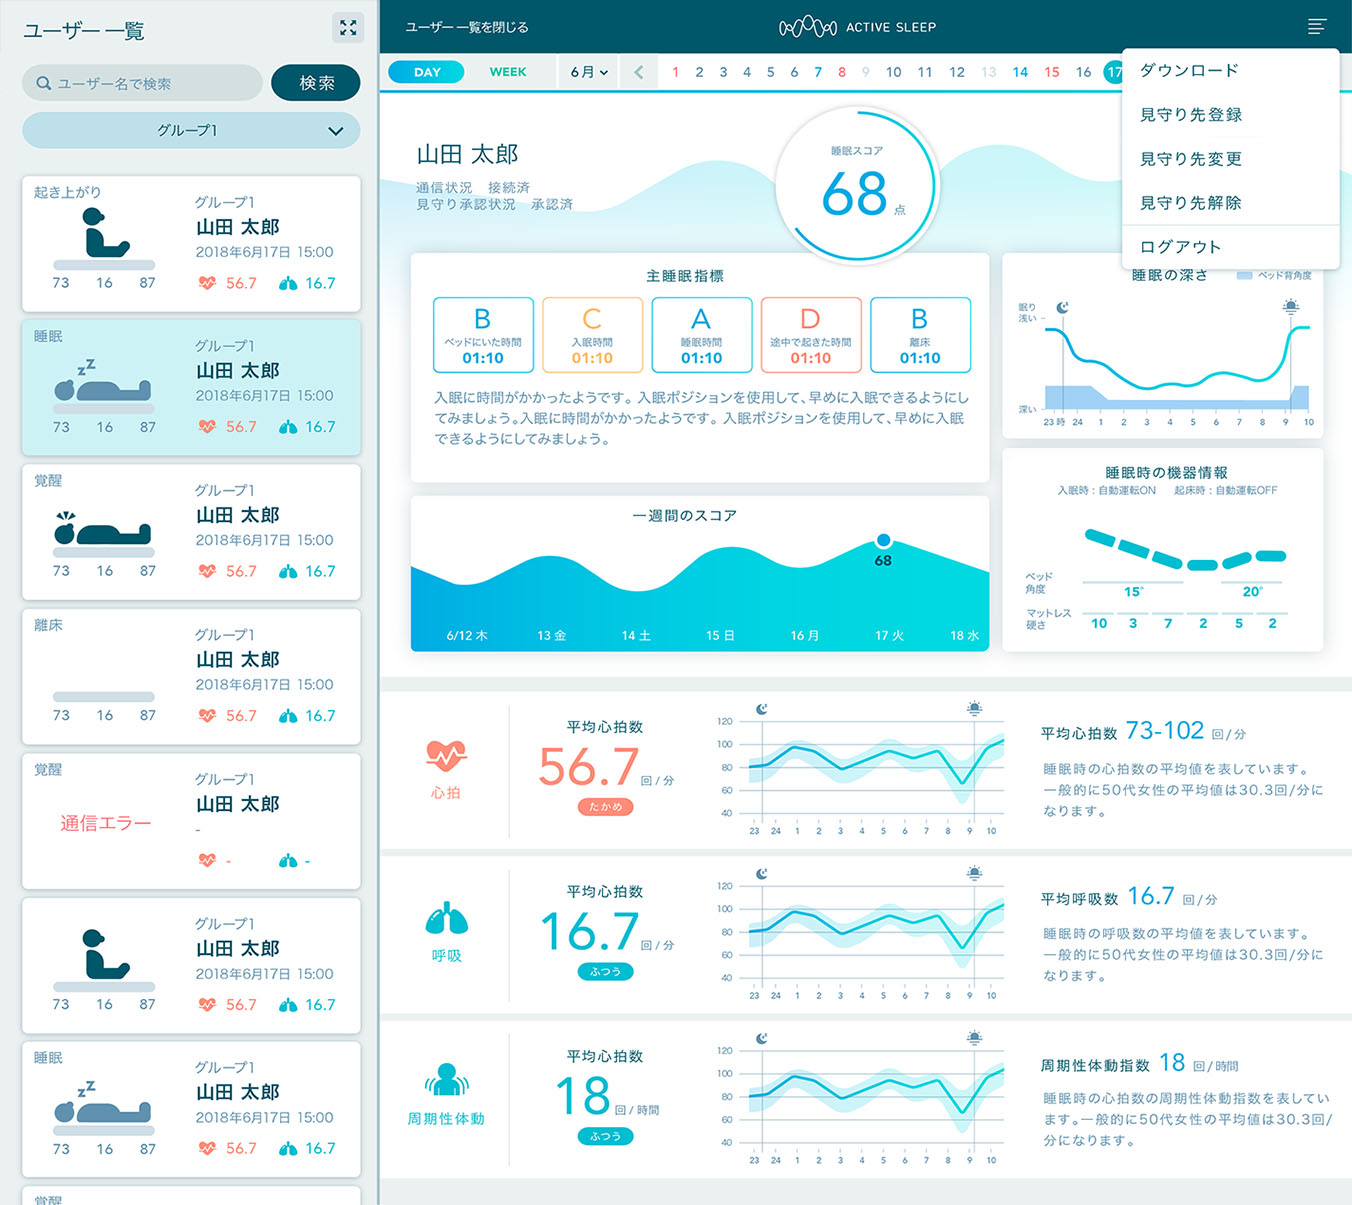 ユーザー 一覧
ユーザー名で検索
検索
グループ1
起き上がり
グループ1
山田 太郎
2018年6月17日 15:00
73 16 87
56.7 16.7
睡眠
zZ
グループ1
山田 太郎
2018年6月17日 15:00
73 16 87
56.7 16.7
覚醒
グループ1
山田 太郎
2018年6月17日 15:00
73 16 87
56.7 16.7
離床
グループ1
山田 太郎
2018年6月17日 15:00
73 16 87
56.7 16.7
覚醒
通信エラー
グループ1
山田 太郎
-
- -
グループ1
山田 太郎
2018年6月17日 15:00
73 16 87
56.7 16.7
睡眠
zZ
グループ1
山田 太郎
2018年6月17日 15:00
73 16 87
56.7 16.7
覚醒
ユーザー 一覧を閉じる
ACTIVE SLEEP
DAY WEEK 6月 1 2 3 4 5 6 7 8 9 10 11 12 13 14 15 16 17
ダウンロード
見守り先登録
見守り先変更
見守り先解除
ログアウト
山田 太郎
通信状況 接続済
見守り承認状況 承認済
睡眠スコア
68 点
主睡眠指標
B C A D B
ベッドにいた時間 入眠時間 睡眠時間 途中で起きた時間 離床
01:10 01:10 01:10 01:10 01:10
入眠に時間がかかったようです。入眠ポジションを使用して、早めに入眠できるようにし
てみましょう。入眠に時間がかかったようです。入眠ポジションを使用して、早めに入眠
できるようにしてみましょう。
睡眠の深さ
ベッド背角度
眠り
浅い
深い
23 時 24 1 2 3 4 5 6 7 8 9 10
一週間のスコア
68
6/12 木 13 金 14 土 15 日 16 月 17 火 18 水
睡眠時の機器情報
入眠時 : 自動運転ON 起床時 : 自動運転OFF
ベッド
角度
15° 20°
マットレス
硬さ
10 3 7 2 5 2
心拍
平均心拍数
56.7 回 / 分
たかめ
120
100
80
60
40
23 24 1 2 3 4 5 6 7 8 9 10
平均心拍数 73-102 回 / 分
睡眠時の心拍数の平均値を表しています。
一般的に50代女性の平均値は30.3回/分に
なります。
呼吸
平均心拍数
16.7 回 / 分
ふつう
120
100
80
60
40
23 24 1 2 3 4 5 6 7 8 9 10
平均呼吸数 16.7 回 / 分
睡眠時の呼吸数の平均値を表しています。
一般的に50代女性の平均値は30.3回/分に
なります。
周期性体動
平均心拍数
18 回 / 時間
ふつう
120
100
80
60
40
23 24 1 2 3 4 5 6 7 8 9 10
周期性体動指数 18 回 / 時間
睡眠時の心拍数の周期性体動指数を表してい
ます。一般的に50代女性の平均値は30.3回/
分になります。